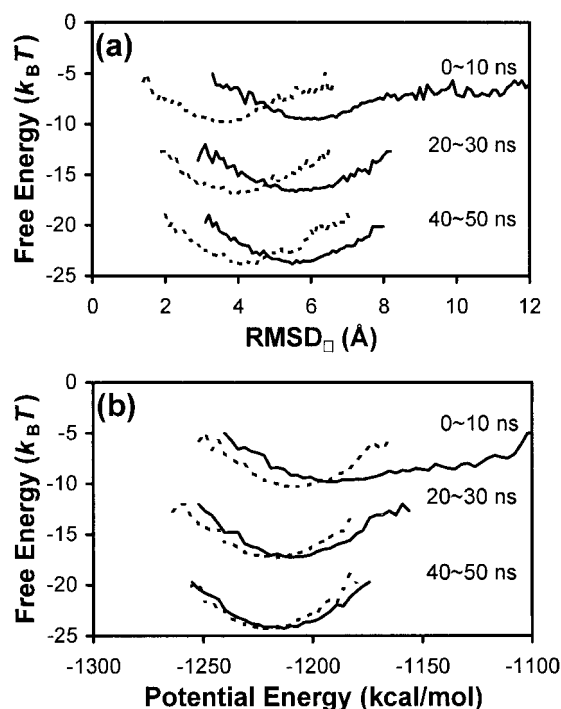 (a)
Free Energy (kBT)
0
-5
-10
-15
-20
-25
0~10 ns
20~30 ns
40~50 ns
0 2 4 6 8 10 12
RMSD□ (Å)
(b)
Free Energy (kBT)
0
-5
-10
-15
-20
-25
0~10 ns
20~30 ns
40~50 ns
-1300 -1250 -1200 -1150 -1100
Potential Energy (kcal/mol)